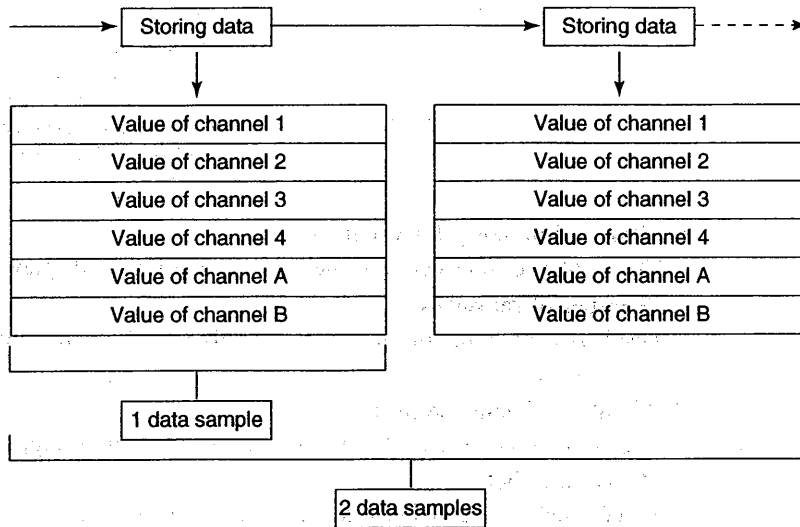 Storing data
Storing data
Value of channel 1
Value of channel 2
Value of channel 3
Value of channel 4
Value of channel A
Value of channel B
Value of channel 1
Value of channel 2
Value of channel 3
Value of channel 4
Value of channel A
Value of channel B
1 data sample
2 data samples